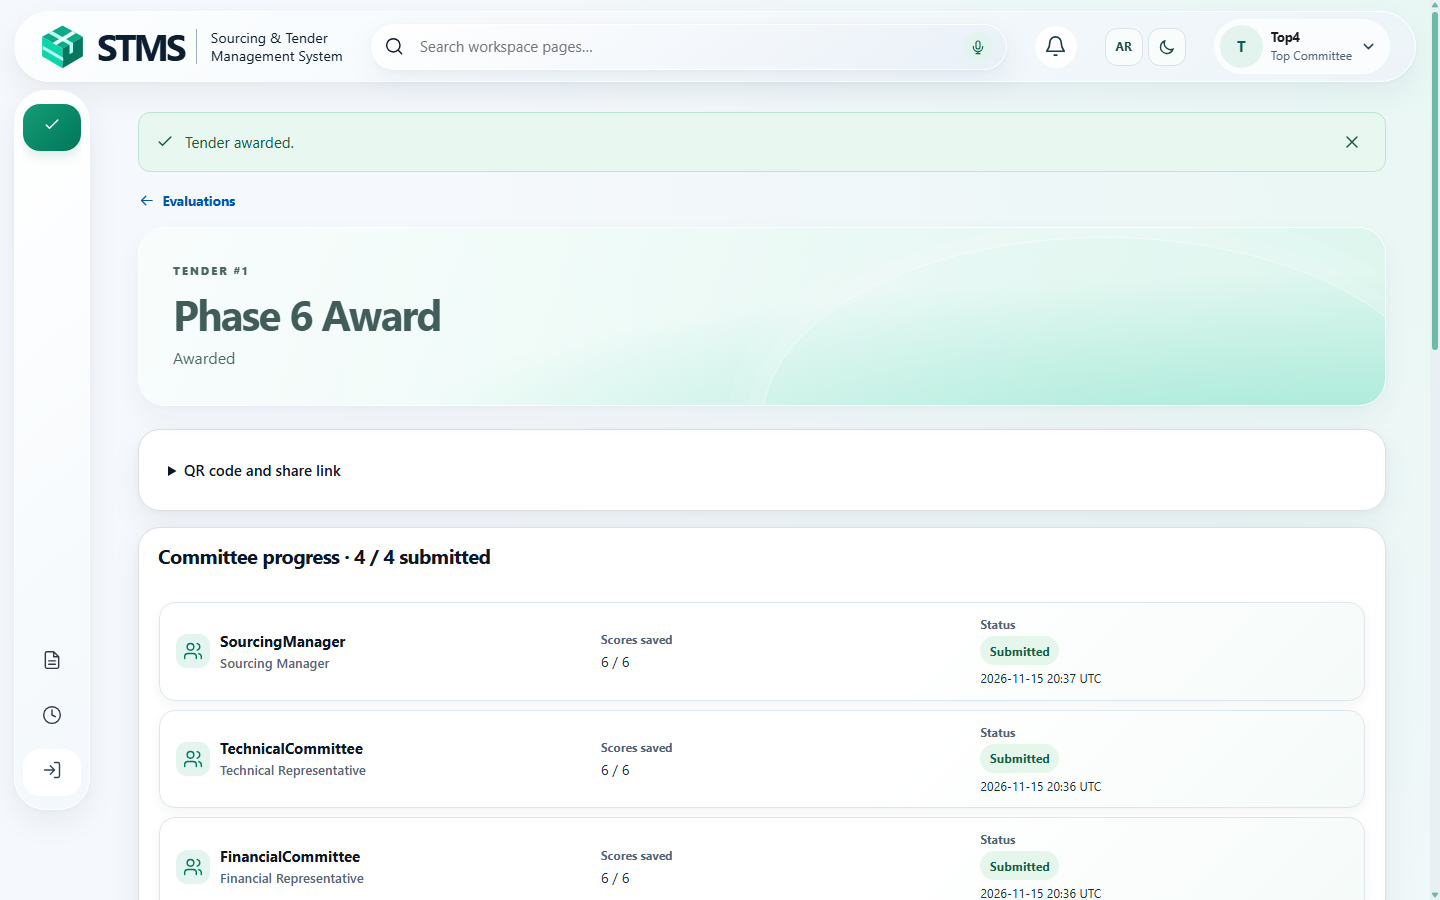 STMS
Sourcing & Tender
Management System
Search workspace pages...
AR
T
Top4
Top Committee
Tender awarded.
Evaluations
TENDER #1
Phase 6 Award
Awarded
QR code and share link
Committee progress · 4 / 4 submitted
SourcingManager
Sourcing Manager
Scores saved
6 / 6
Status
Submitted
2026-11-15 20:37 UTC
TechnicalCommittee
Technical Representative
Scores saved
6 / 6
Status
Submitted
2026-11-15 20:36 UTC
FinancialCommittee
Financial Representative
Scores saved
6 / 6
Status
Submitted
2026-11-15 20:36 UTC